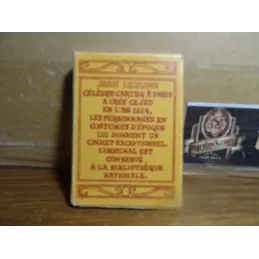 JEAN
CÉLÈBRE CARTIER À PARIS
A CRÉÉ CE JEU
EN L'AN 1664.
LES PERSONNAGES EN
COSTUMES D'ÉPOQUE
LUI DONNENT UN
CACHET EXCEPTIONNEL.
L'ORIGINAL EST
CONSERVÉ
À LA BIBLIOTHÈQUE
NATIONALE.